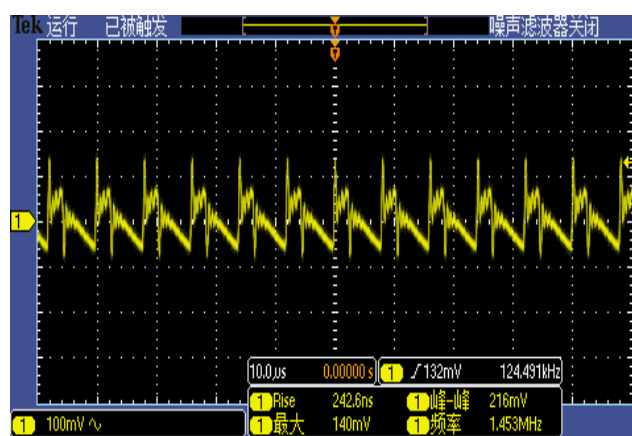 Tek 运行 已被触发 噪声滤波器关闭
T
T
1
10.0µs 0.00000 s 1 132mV 124.491kHz
1 Rise 242.6ns 1 峰-峰 216mV
1 100mV 1 最大 140mV 1 频率 1.453MHz